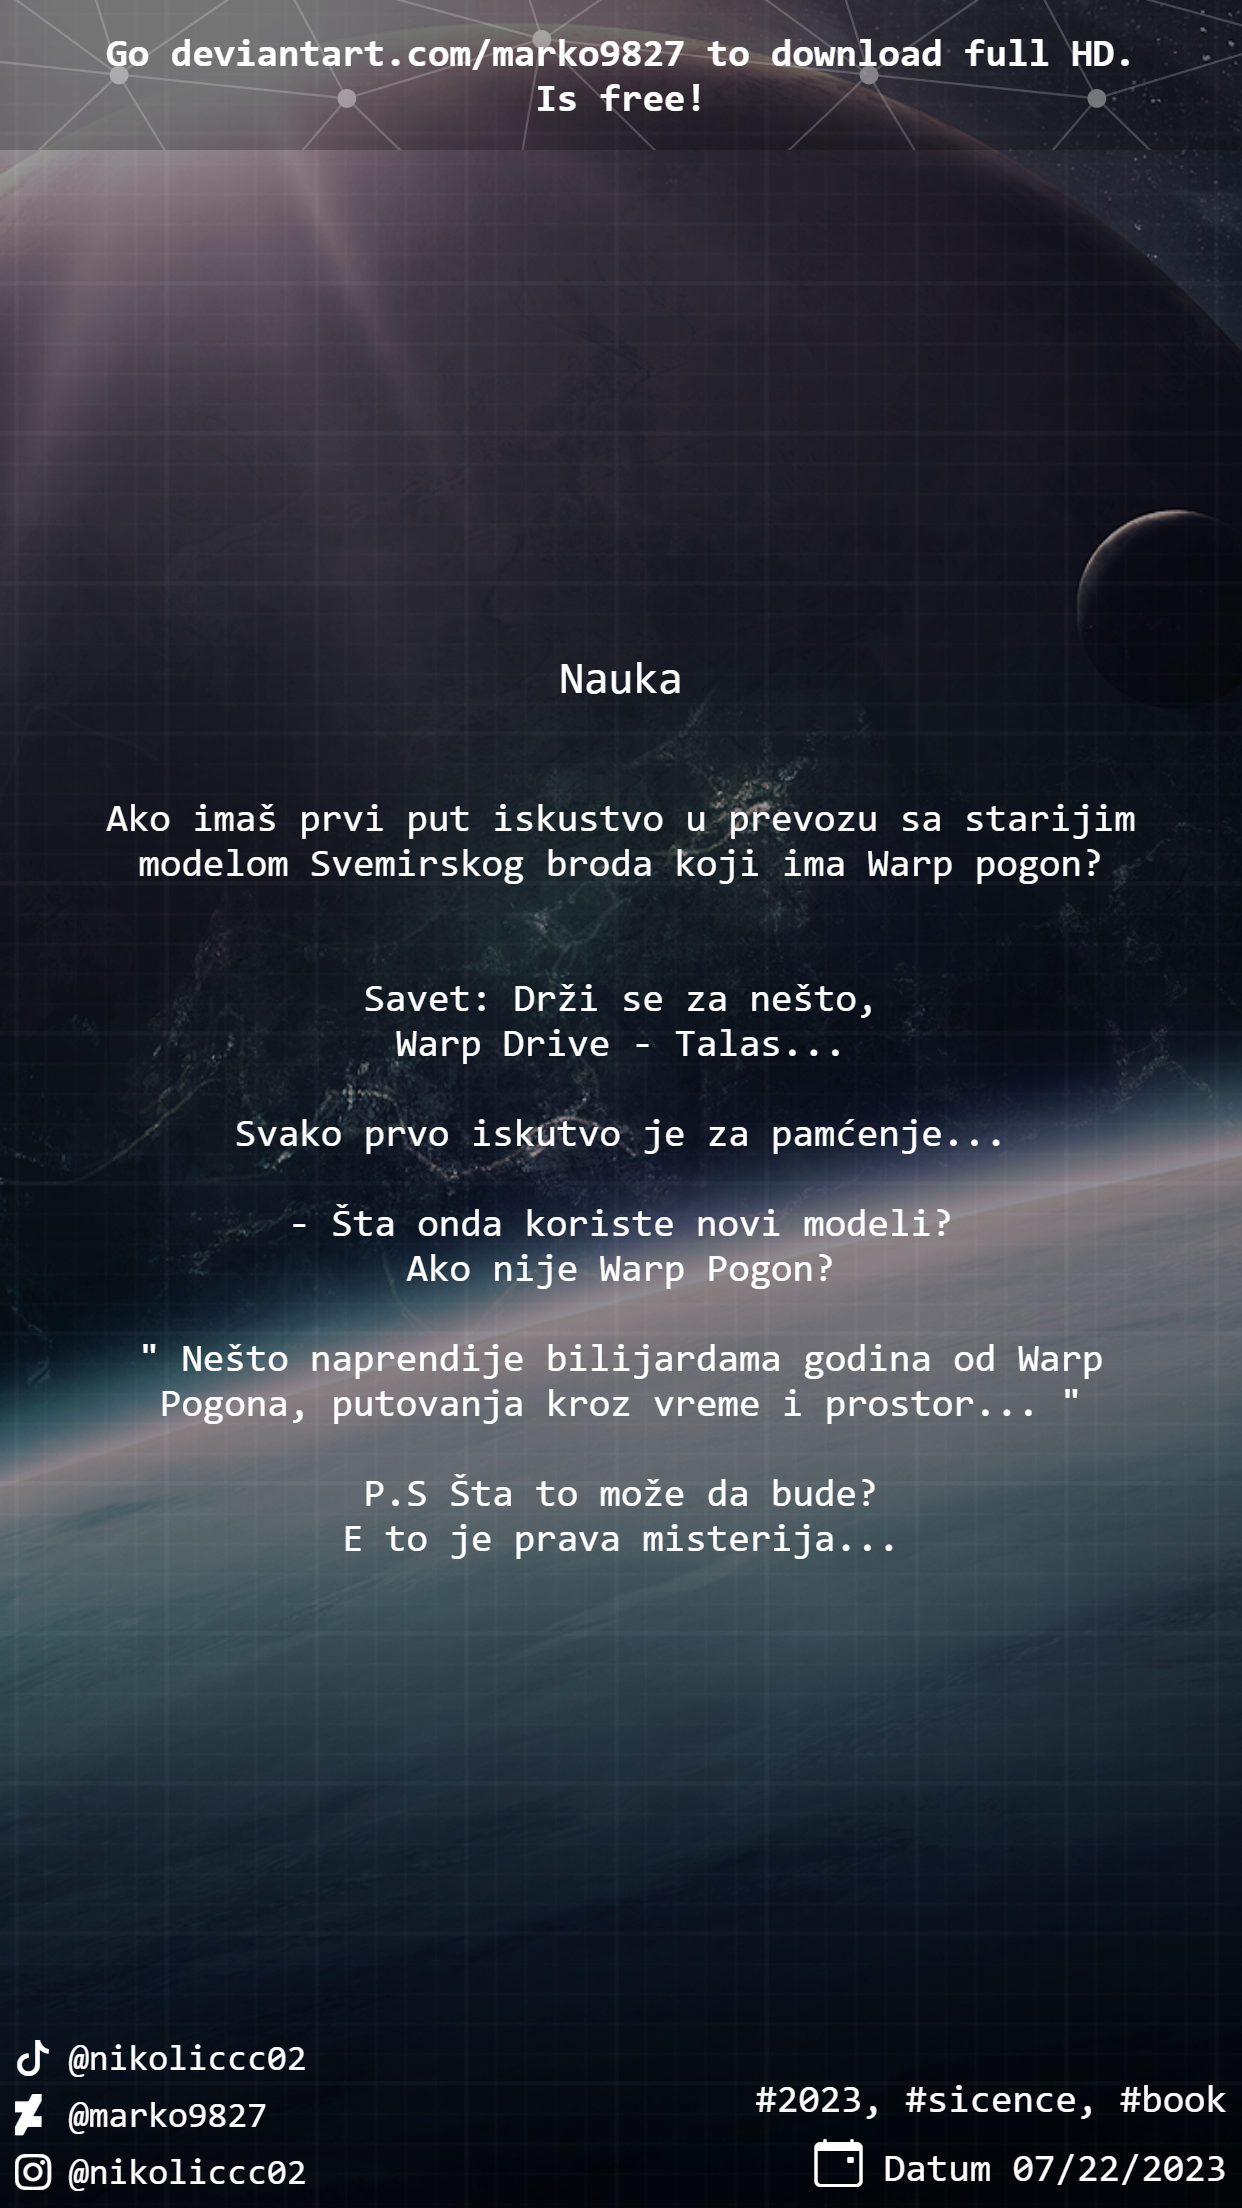 Go deviantart.com/marko9827 to download full HD.
Is free!
Nauka
Ako imaš prvi put iskustvo u prevozu sa starijim
modelom Svemirskog broda koji ima Warp pogon?
Savet: Drži se za nešto,
Warp Drive - Talas...
Svako prvo iskutvo je za pamćenje...
- Šta onda koriste novi modeli?
Ako nije Warp Pogon?
" Nešto naprendije bilijardama godina od Warp
Pogona, putovanja kroz vreme i prostor... "
P.S Šta to može da bude?
E to je prava misterija...
@nikoliccc02
@marko9827
@nikoliccc02
#2023, #sicence, #book
Datum 07/22/2023